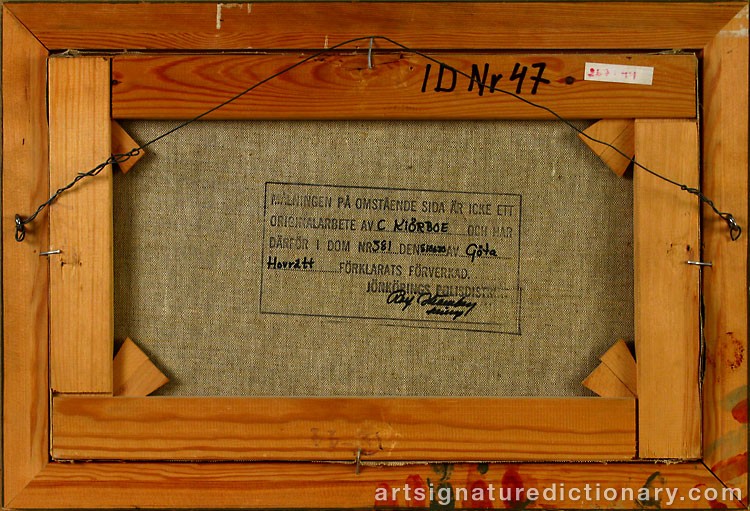 ID Nr 47
MÅLNINGEN PÅ OMSTÅENDE SIDA ÄR ICKE ETT
ORIGINALARBETE AV C KIÖRBOE OCH HAR
DÄRFÖR I DOM NR 381 DEN AV Göta
Hovrätt FÖRKLARATS FÖRVERKAD.
JÖNKÖPINGS POLISDISTRIKT
artsignaturedictionary.com